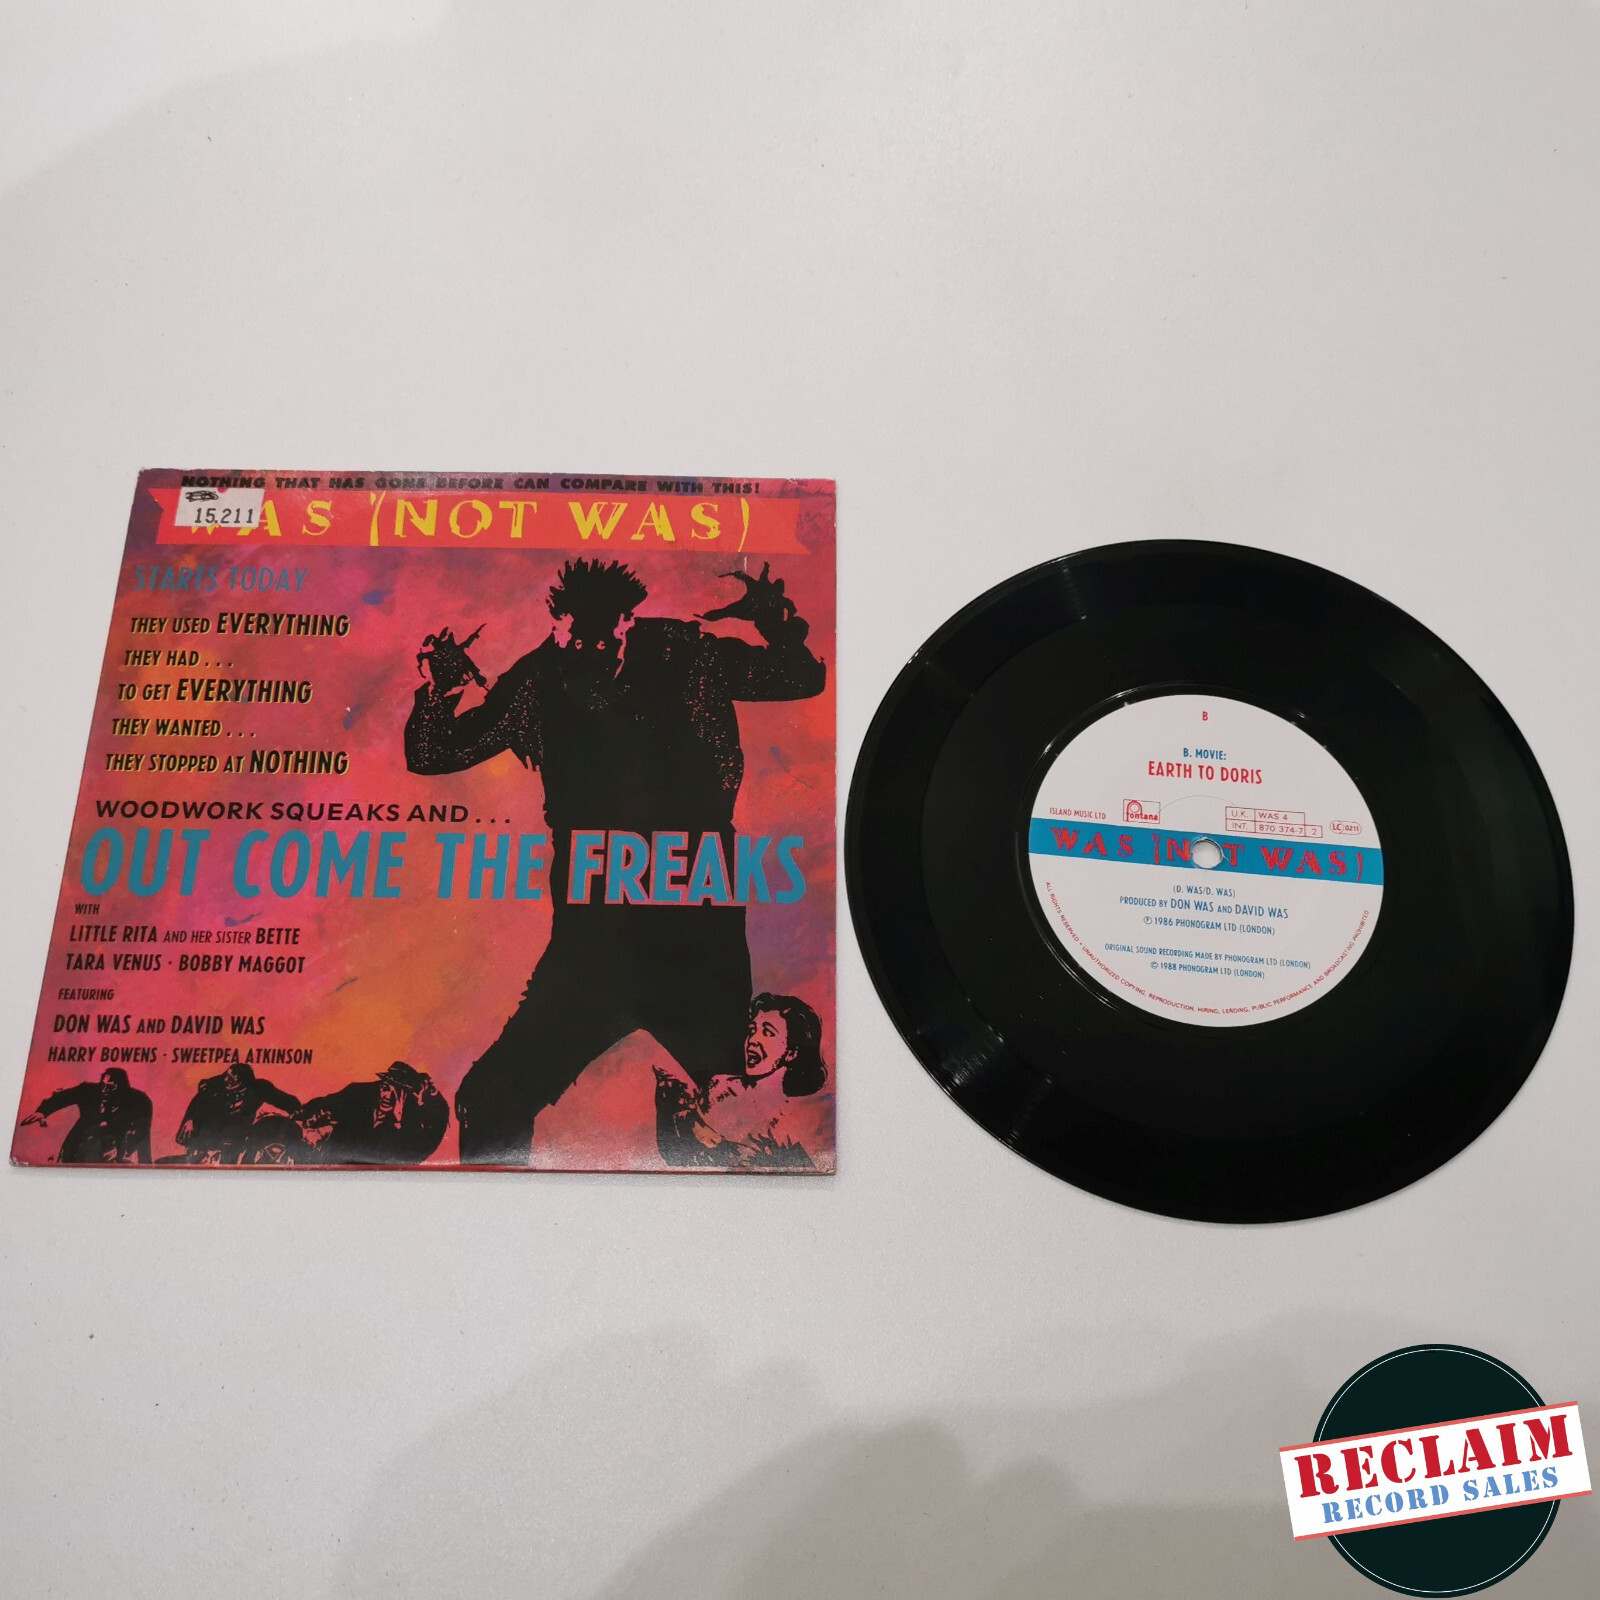 NOTHING THAT HAS GONE BEFORE CAN COMPARE WITH THIS!
15.211
WAS (NOT WAS)
STARTS TODAY
THEY USED EVERYTHING
THEY HAD...
TO GET EVERYTHING
THEY WANTED...
THEY STOPPED AT NOTHING
WOODWORK SQUEAKS AND...
OUT COME THE FREAKS
WITH
LITTLE RITA AND HER SISTER BETTE
TARA VENUS · BOBBY MAGGOT
FEATURING
DON WAS AND DAVID WAS
HARRY BOWENS · SWEETPEA ATKINSON
B
B. MOVIE:
EARTH TO DORIS
ISLAND MUSIC LTD
fontana
U.K. WAS 4
INT. 870 374-7 2
LC 0211
WAS (NOT WAS)
(D. WAS/D. WAS)
PRODUCED BY DON WAS AND DAVID WAS
℗ 1986 PHONOGRAM LTD (LONDON)
ORIGINAL SOUND RECORDING MADE BY PHONOGRAM LTD (LONDON)
© 1988 PHONOGRAM LTD (LONDON)
ALL RIGHTS RESERVED • UNAUTHORIZED COPYING, REPRODUCTION, HIRING, LENDING, PUBLIC PERFORMANCE AND BROADCASTING PROHIBITED
RECLAIM
RECORD SALES